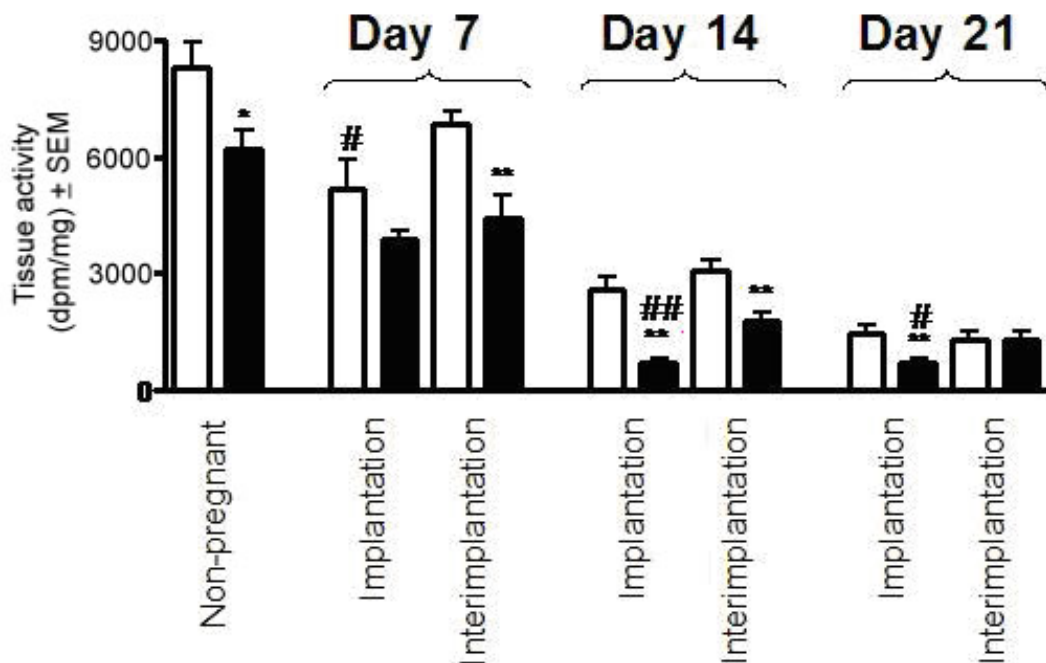 Day 7
Day 14
Day 21
Tissue activity
(dpm/mg) ± SEM
9000
6000
3000
0
*
#
**
##
**
**
#
**
Non-pregnant
Implantation
Interimplantation
Implantation
Interimplantation
Implantation
Interimplantation